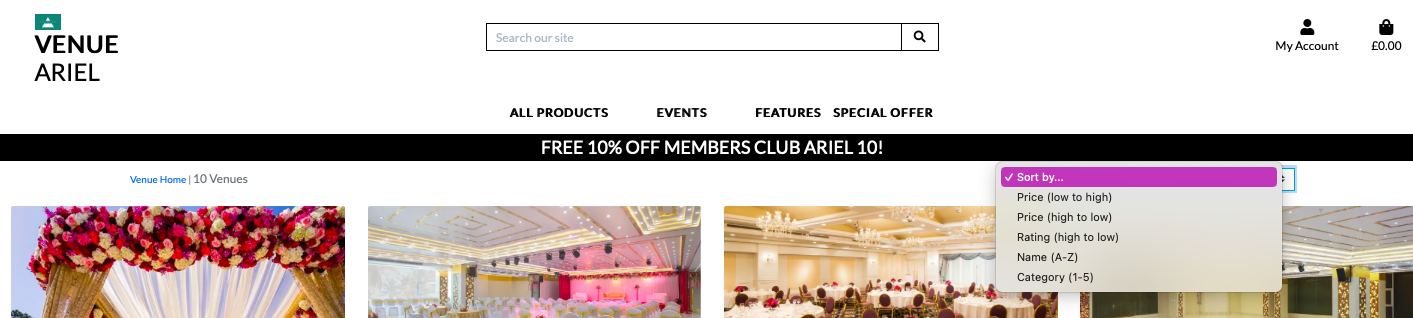 VENUE
ARIEL
Search our site
My Account
£0.00
ALL PRODUCTS EVENTS FEATURES SPECIAL OFFER
FREE 10% OFF MEMBERS CLUB ARIEL 10!
Venue Home | 10 Venues
✓ Sort by...
Price (low to high)
Price (high to low)
Rating (high to low)
Name (A-Z)
Category (1-5)